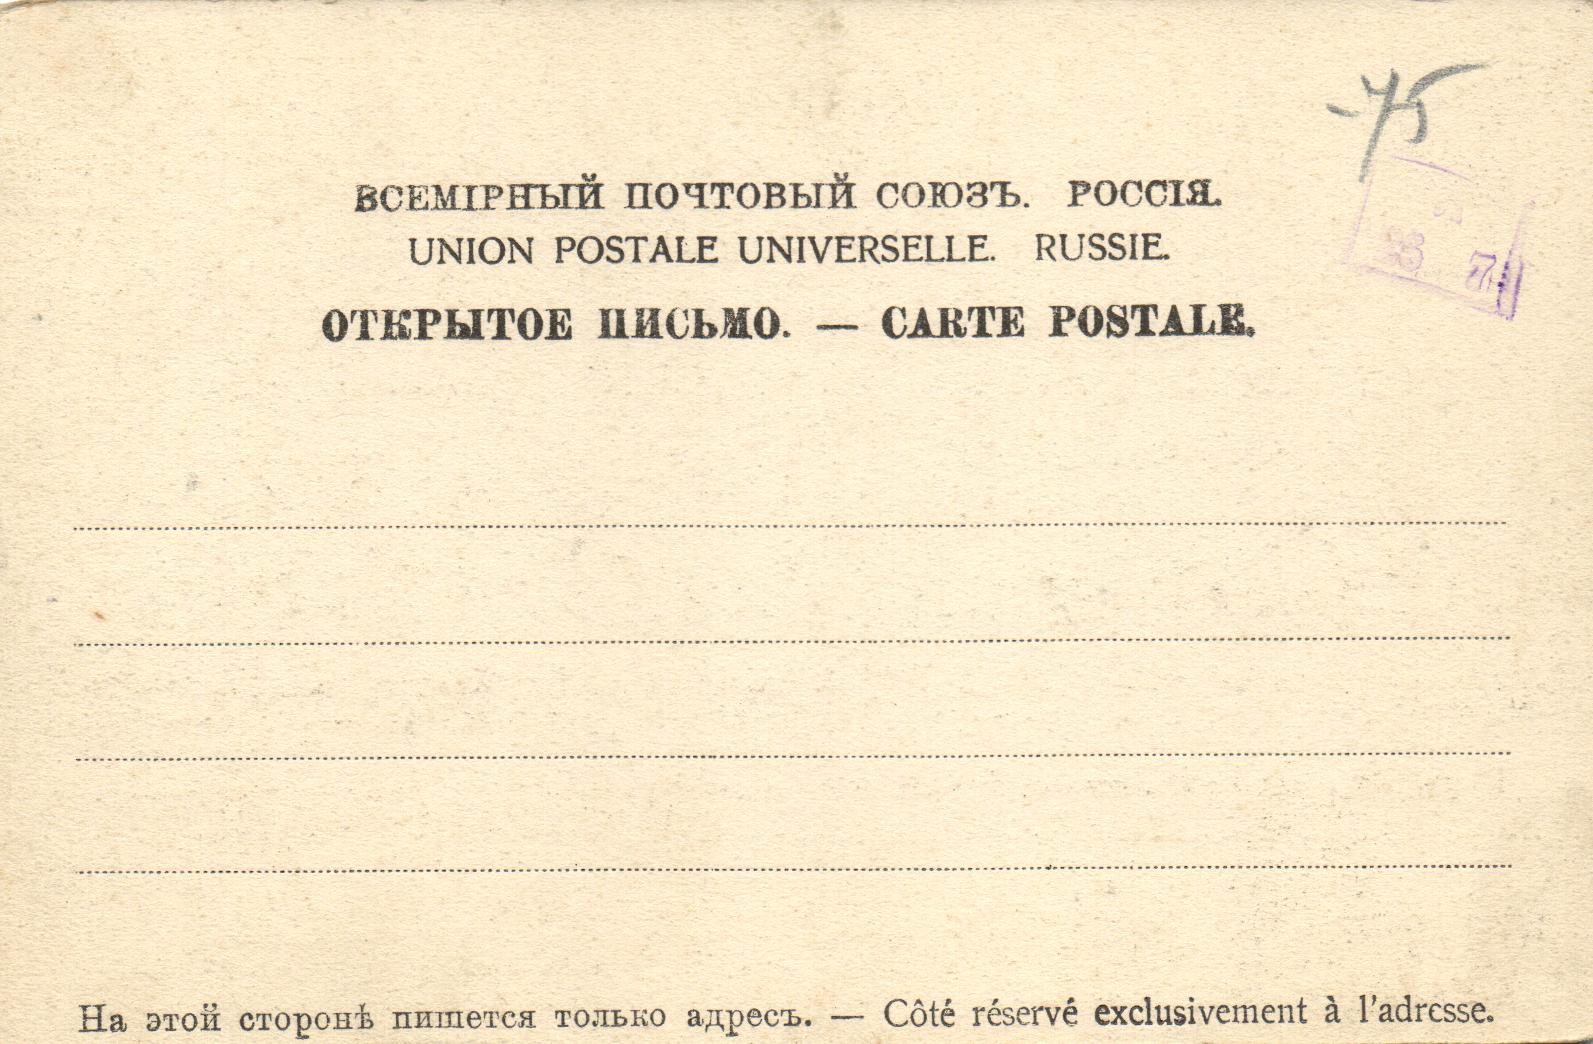 -75
ВСЕМІРНЫЙ ПОЧТОВЫЙ СОЮЗЪ. РОССІЯ.
UNION POSTALE UNIVERSELLE. RUSSIE.
ОТКРЫТОЕ ПИСЬМО. — CARTE POSTALE.
На этой сторонѣ пишется только адресъ. — Côté réservé exclusivement à l'adresse.